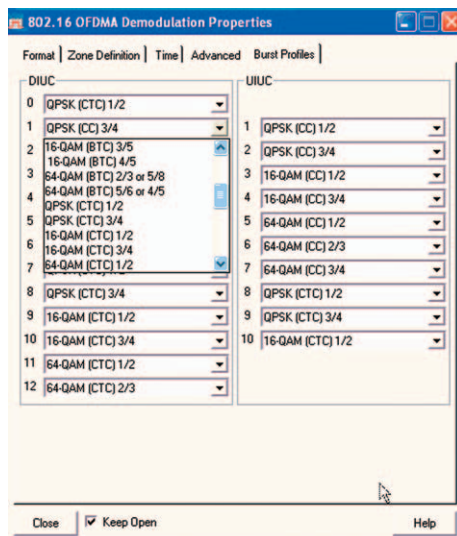 802.16 OFDMA Demodulation Properties
Format Zone Definition Time Advanced Burst Profiles
DIUC
0 QPSK (CTC) 1/2
1 QPSK (CC) 3/4
2 16-QAM (BTC) 3/5
16-QAM (BTC) 4/5
3 64-QAM (BTC) 2/3 or 5/8
4 64-QAM (BTC) 5/6 or 4/5
QPSK (CTC) 1/2
5 QPSK (CTC) 3/4
16-QAM (CTC) 1/2
6 16-QAM (CTC) 3/4
64-QAM (CTC) 1/2
7
8 QPSK (CTC) 3/4
9 16-QAM (CTC) 1/2
10 16-QAM (CTC) 3/4
11 64-QAM (CTC) 1/2
12 64-QAM (CTC) 2/3
UIUC
1 QPSK (CC) 1/2
2 QPSK (CC) 3/4
3 16-QAM (CC) 1/2
4 16-QAM (CC) 3/4
5 64-QAM (CC) 1/2
6 64-QAM (CC) 2/3
7 64-QAM (CC) 3/4
8 QPSK (CTC) 1/2
9 QPSK (CTC) 3/4
10 16-QAM (CTC) 1/2
Close Keep Open Help